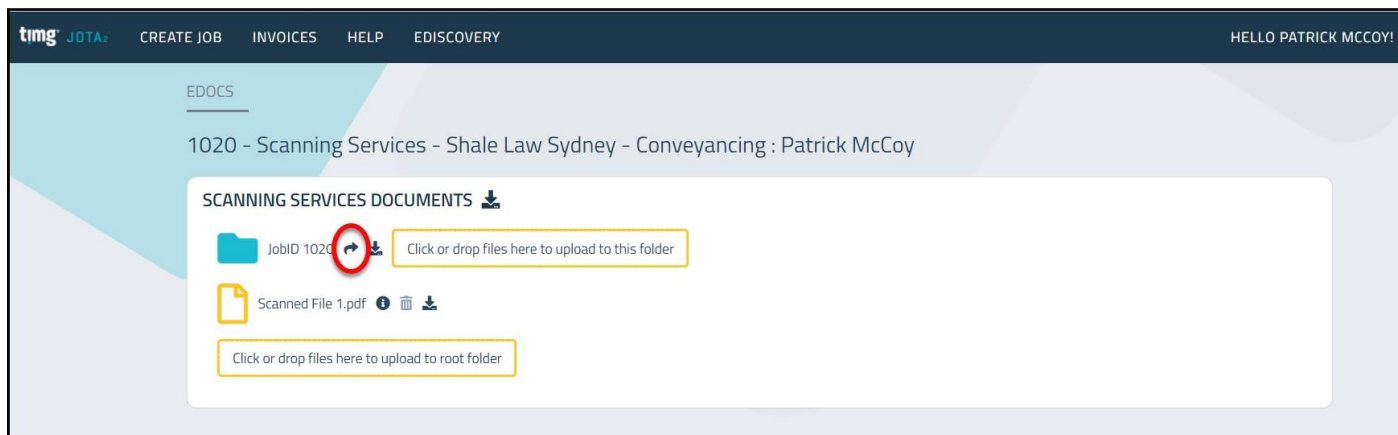 timg JOTA2 CREATE JOB INVOICES HELP EDISCOVERY HELLO PATRICK MCCOY!
EDOCS
1020 - Scanning Services - Shale Law Sydney - Conveyancing : Patrick McCoy
SCANNING SERVICES DOCUMENTS
JobID 1020 Click or drop files here to upload to this folder
Scanned File 1.pdf
Click or drop files here to upload to root folder